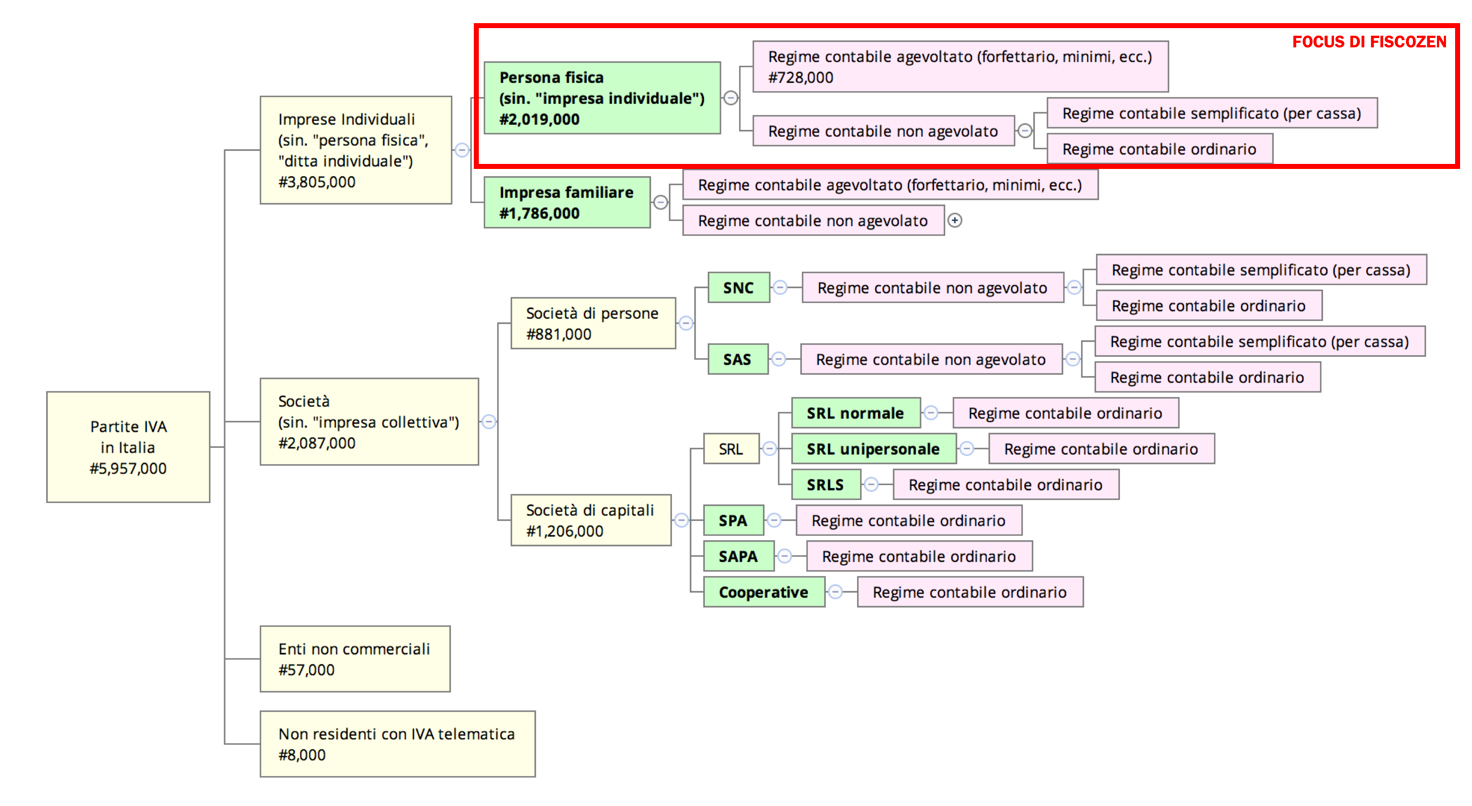 FOCUS DI FISCOZEN
Partite IVA
in Italia
#5,957,000
Imprese Individuali
(sin. "persona fisica",
"ditta individuale")
#3,805,000
Persona fisica
(sin. "impresa individuale")
#2,019,000
Regime contabile agevoltato (forfettario, minimi, ecc.)
#728,000
Regime contabile non agevolato
Regime contabile semplificato (per cassa)
Regime contabile ordinario
Impresa familiare
#1,786,000
Regime contabile agevoltato (forfettario, minimi, ecc.)
Regime contabile non agevolato
Società
(sin. "impresa collettiva")
#2,087,000
Società di persone
#881,000
SNC
Regime contabile non agevolato
Regime contabile semplificato (per cassa)
Regime contabile ordinario
SAS
Regime contabile non agevolato
Regime contabile semplificato (per cassa)
Regime contabile ordinario
Società di capitali
#1,206,000
SRL
SRL normale
Regime contabile ordinario
SRL unipersonale
Regime contabile ordinario
SRLS
Regime contabile ordinario
SPA
Regime contabile ordinario
SAPA
Regime contabile ordinario
Cooperative
Regime contabile ordinario
Enti non commerciali
#57,000
Non residenti con IVA telematica
#8,000